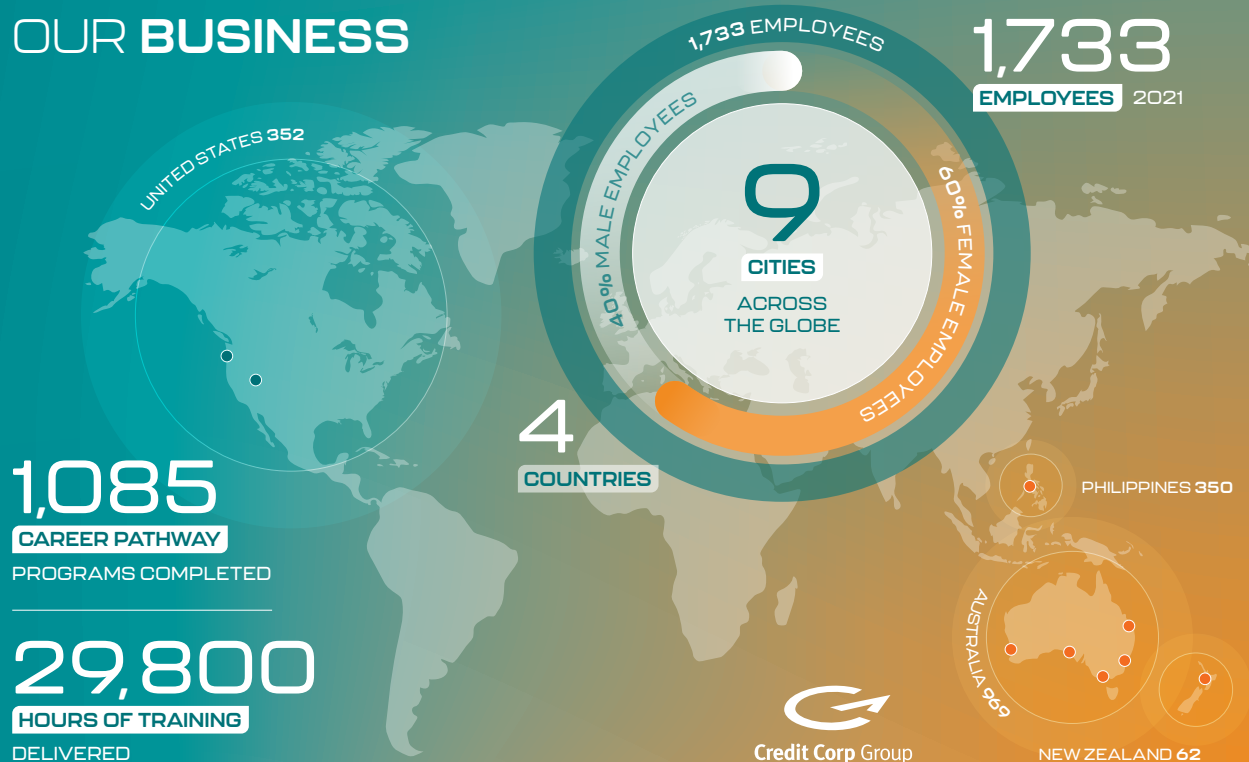 OUR BUSINESS
1,733 EMPLOYEES
1,733
EMPLOYEES 2021
UNITED STATES 352
40% MALE EMPLOYEES
60% FEMALE EMPLOYEES
9
CITIES
ACROSS
THE GLOBE
4
COUNTRIES
1,085
CAREER PATHWAY
PROGRAMS COMPLETED
29,800
HOURS OF TRAINING
DELIVERED
PHILIPPINES 350
AUSTRALIA 969
NEW ZEALAND 62
Credit Corp Group